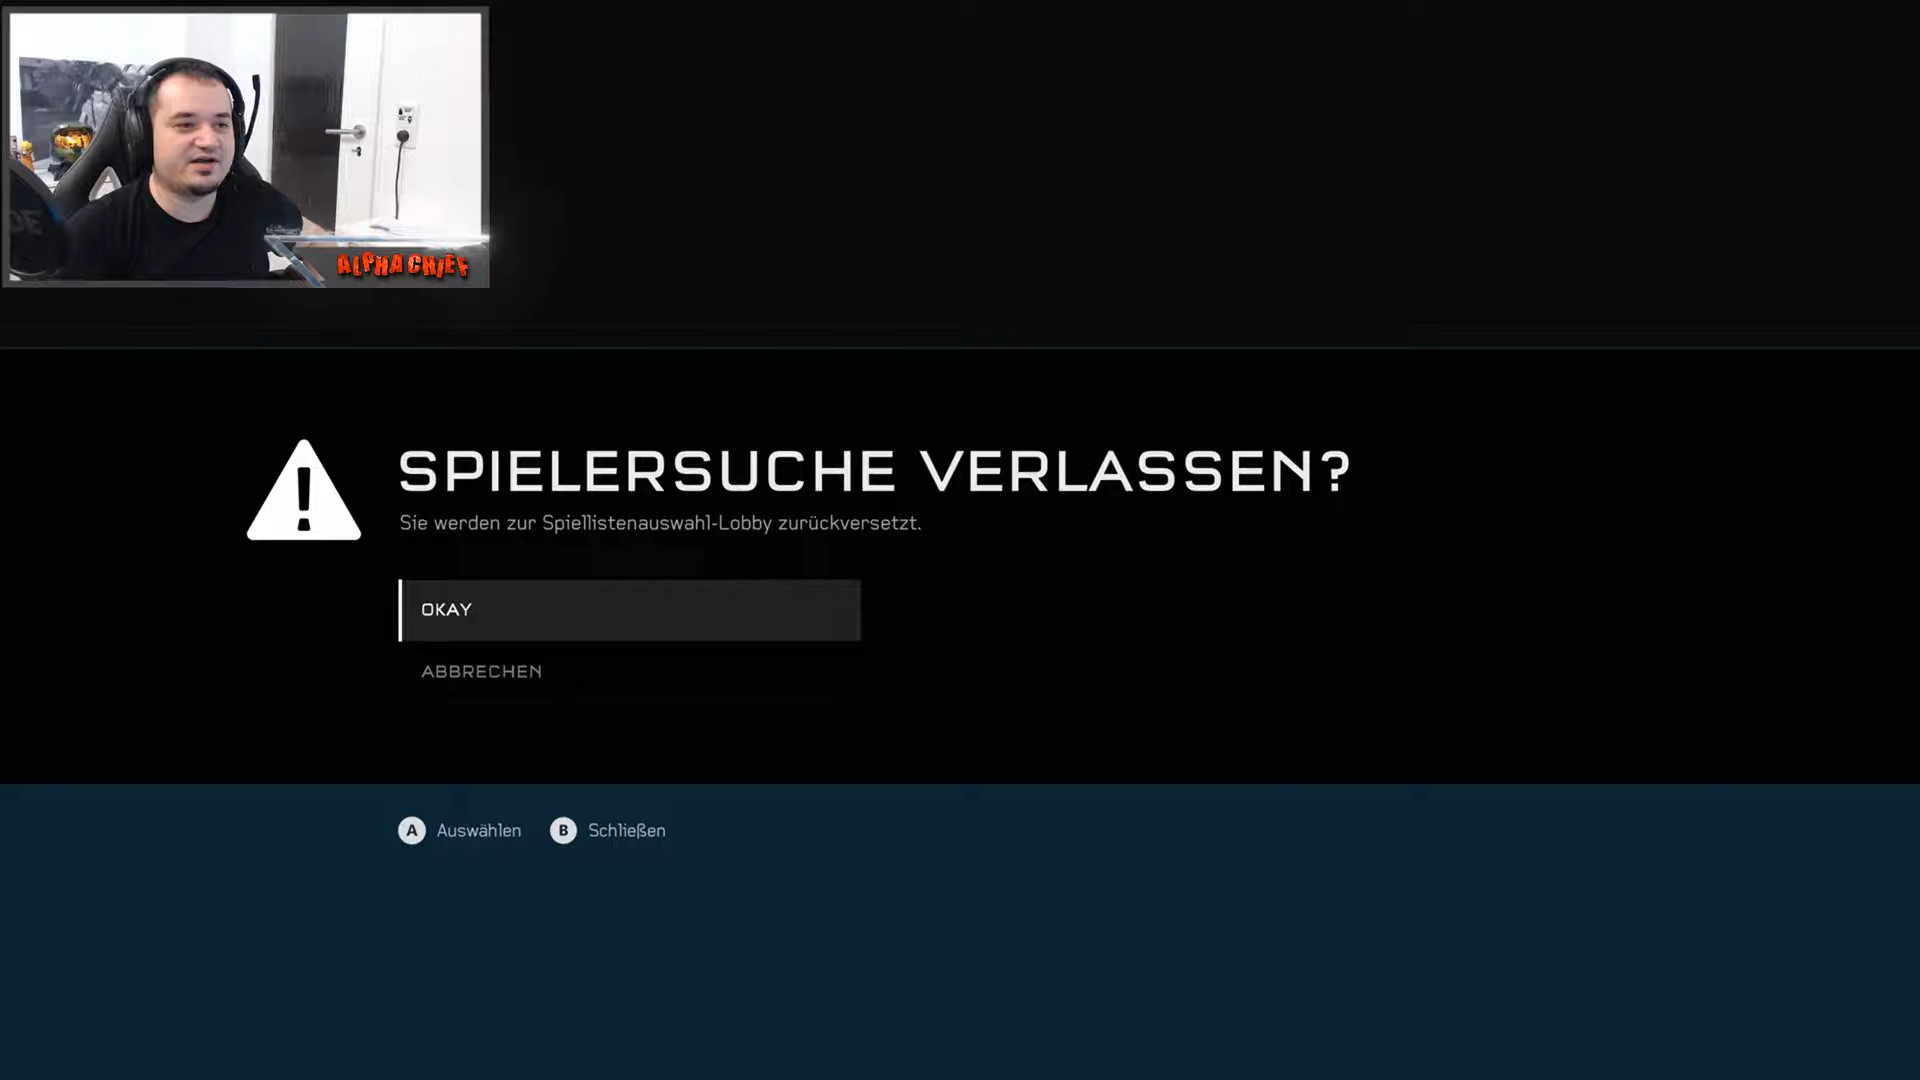 ALPHA CHIEF
SPIELERSUCHE VERLASSEN?
Sie werden zur Spiellistenauswahl-Lobby zurückversetzt.
OKAY
ABBRECHEN
A Auswählen B Schließen